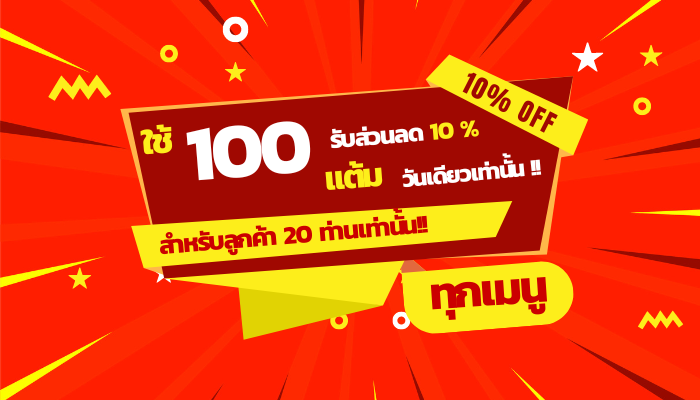 10% OFF
ใช้ 100 รับส่วนลด 10 %
แต้ม วันเดียวเท่านั้น !!
สำหรับลูกค้า 20 ท่านเท่านั้น!!
ทุกเมนู